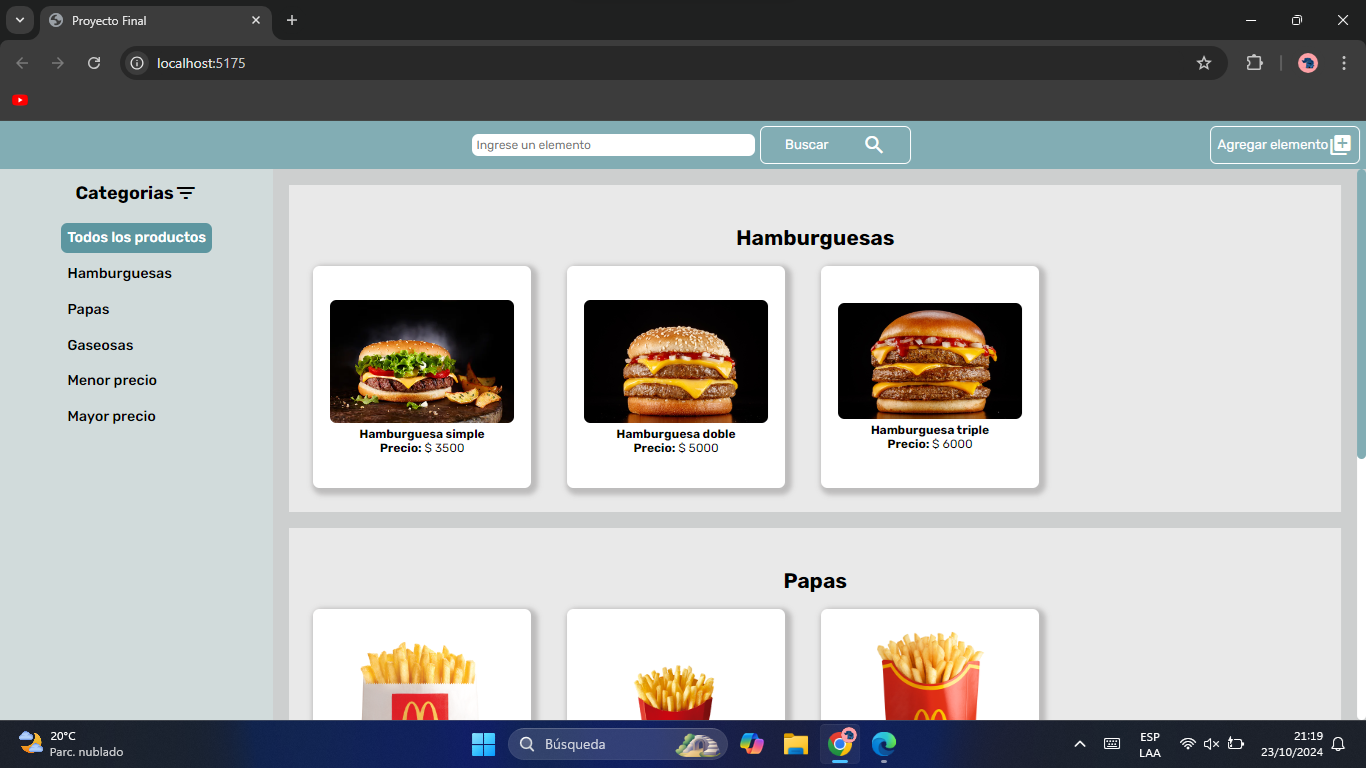 Proyecto Final
localhost:5175
Ingrese un elemento
Buscar
Agregar elemento
Categorias
Todos los productos
Hamburguesas
Papas
Gaseosas
Menor precio
Mayor precio
Hamburguesas
Hamburguesa simple
Precio: $ 3500
Hamburguesa doble
Precio: $ 5000
Hamburguesa triple
Precio: $ 6000
Papas
20°C
Parc. nublado
Búsqueda
ESP
LAA
21:19
23/10/2024